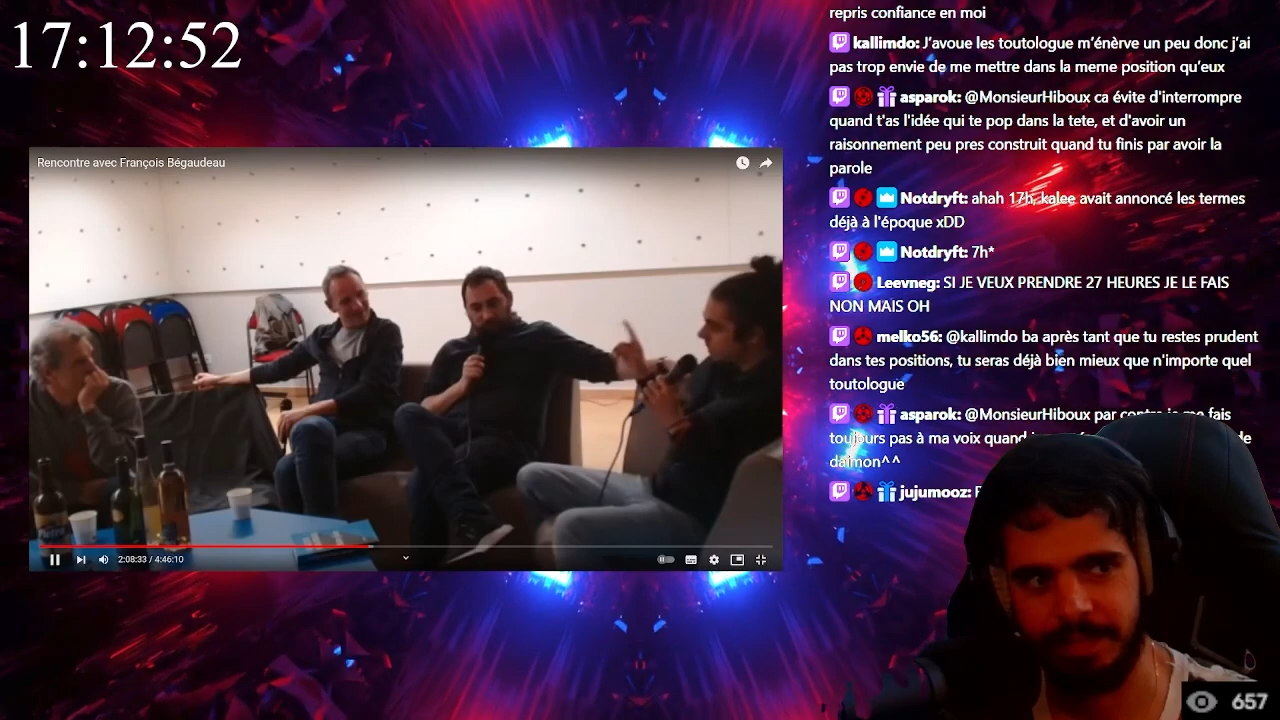 17:12:52
Rencontre avec François Bégaudeau
2:08:33 / 4:46:10
repris confiance en moi
kallimdo: J'avoue les toutologue m'énèrve un peu donc j'ai
pas trop envie de me mettre dans la meme position qu'eux
asparok: @MonsieurHiboux ca évite d'interrompre
quand t'as l'idée qui te pop dans la tete, et d'avoir un
raisonnement peu pres construit quand tu finis par avoir la
parole
Notdryft: ahah 17h, kalee avait annoncé les termes
déjà à l'époque xDD
Notdryft: 7h*
Leevneg: SI JE VEUX PRENDRE 27 HEURES JE LE FAIS
NON MAIS OH
melko56: @kallimdo ba après tant que tu restes prudent
dans tes positions, tu seras déjà bien mieux que n'importe quel
toutologue
asparok: @MonsieurHiboux par contre je me fais
toujours pas à ma voix quand de
daimon^^
jujumooz:
657